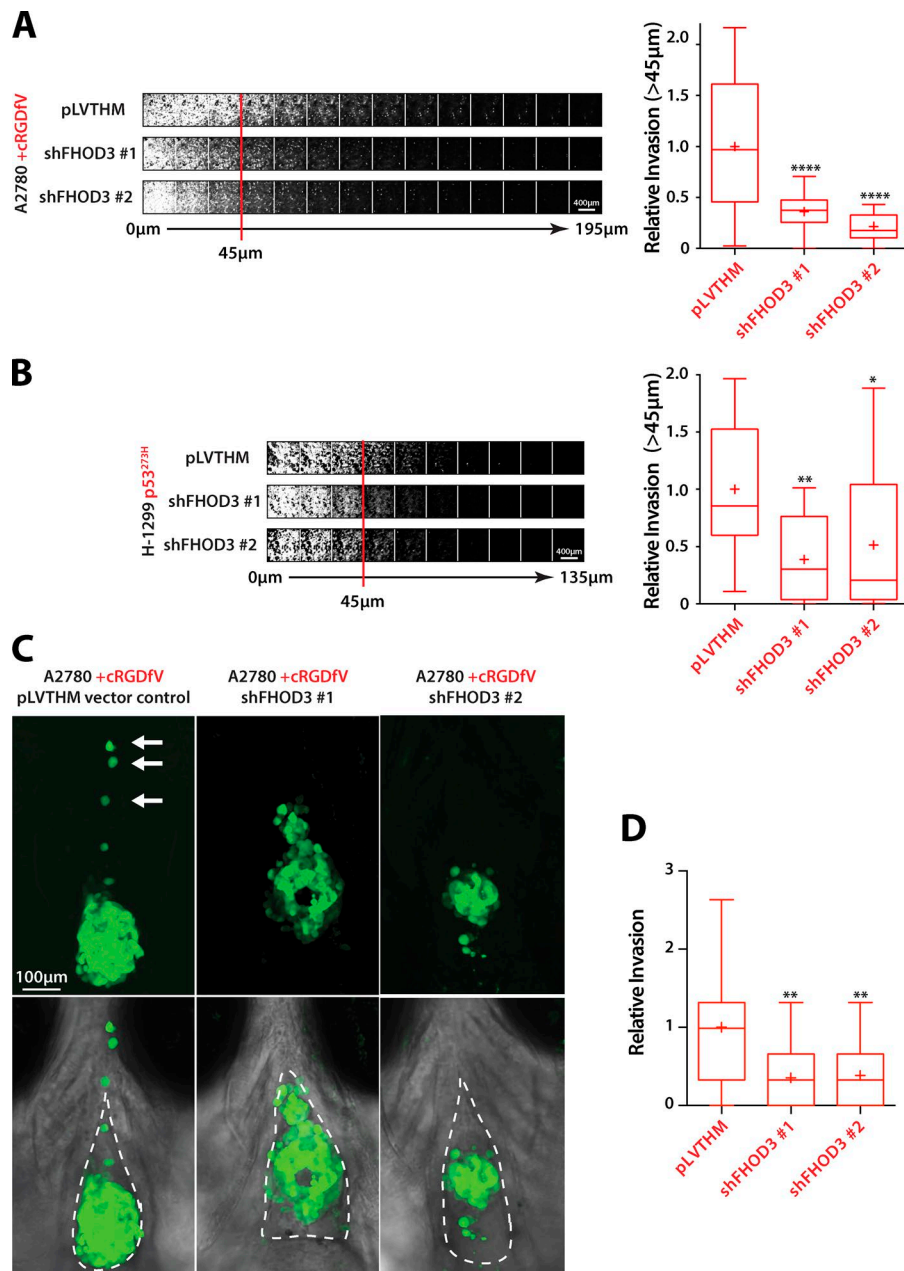 A
A2780 +cRGDfV
pLVTHM
shFHOD3 #1
shFHOD3 #2
400μm
0μm
195μm
45μm
Relative Invasion (>45μm)
2.0
1.5
1.0
0.5
0
****
****
pLVTHM
shFHOD3 #1
shFHOD3 #2
B
H-1299 p53273H
pLVTHM
shFHOD3 #1
shFHOD3 #2
400μm
0μm
135μm
45μm
Relative Invasion (>45μm)
2.0
1.5
1.0
0.5
0
**
*
pLVTHM
shFHOD3 #1
shFHOD3 #2
C
A2780 +cRGDfV
pLVTHM vector control
A2780 +cRGDfV
shFHOD3 #1
A2780 +cRGDfV
shFHOD3 #2
100μm
D
Relative Invasion
3
2
1
0
**
**
pLVTHM
shFHOD3 #1
shFHOD3 #2